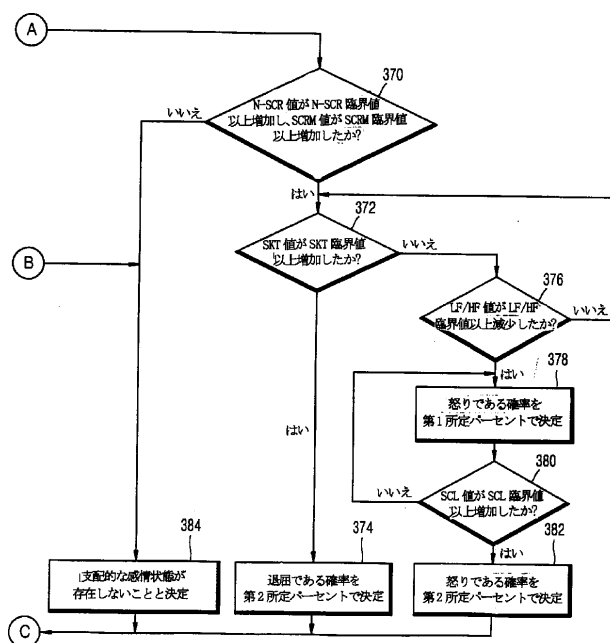 A
370
N-SCR 値が N-SCR 臨界値
以上増加し、SCRM 値が SCRM 臨界値
以上増加したか?
いいえ
はい
372
SKT 値が SKT 臨界値
以上増加したか?
いいえ
B
376
LF/HF 値が LF/HF
臨界値以上減少したか?
いいえ
はい
378
怒りである確率を
第1所定パーセントで決定
はい
380
SCL 値が SCL 臨界値
以上増加したか?
いいえ
はい
384
支配的な感情状態が
存在しないことと決定
374
退屈である確率を
第2所定パーセントで決定
382
怒りである確率を
第2所定パーセントで決定
C